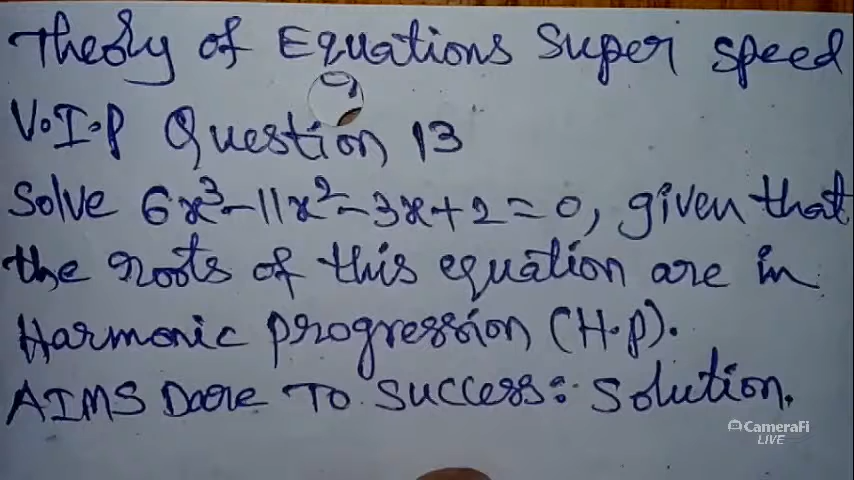 Theory of Equations Super Speed
V.I.P Question 13
Solve 6x³-11x²-3x+2=0, given that
the roots of this equation are in
Harmonic progression (H.P).
AIMS Daare To success: Solution.
CameraFi
LIVE